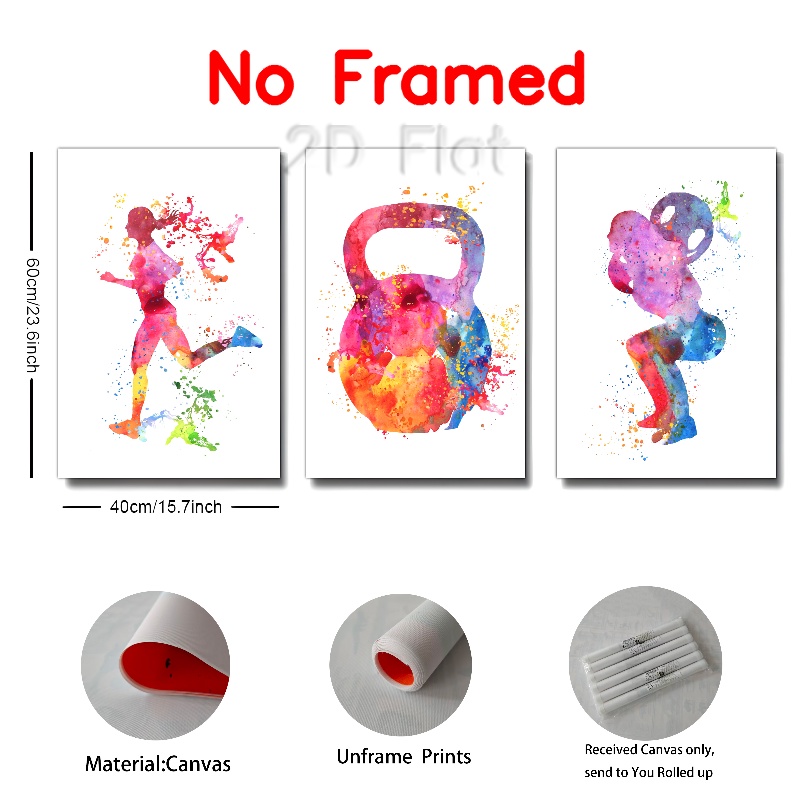 No Framed
2D Flat
60cm/23.6inch
40cm/15.7inch
Material:Canvas
Unframe Prints
Received Canvas only,
send to You Rolled up